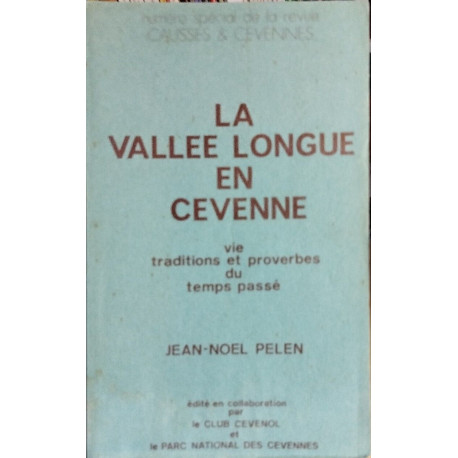 numéro spécial de la revue
CAUSSES & CEVENNES
LA
VALLEE LONGUE
EN
CEVENNE
vie
traditions et proverbes
du
temps passé
JEAN-NOEL PELEN
édité en collaboration
par
le CLUB CEVENOL
et
le PARC NATIONAL DES CEVENNES